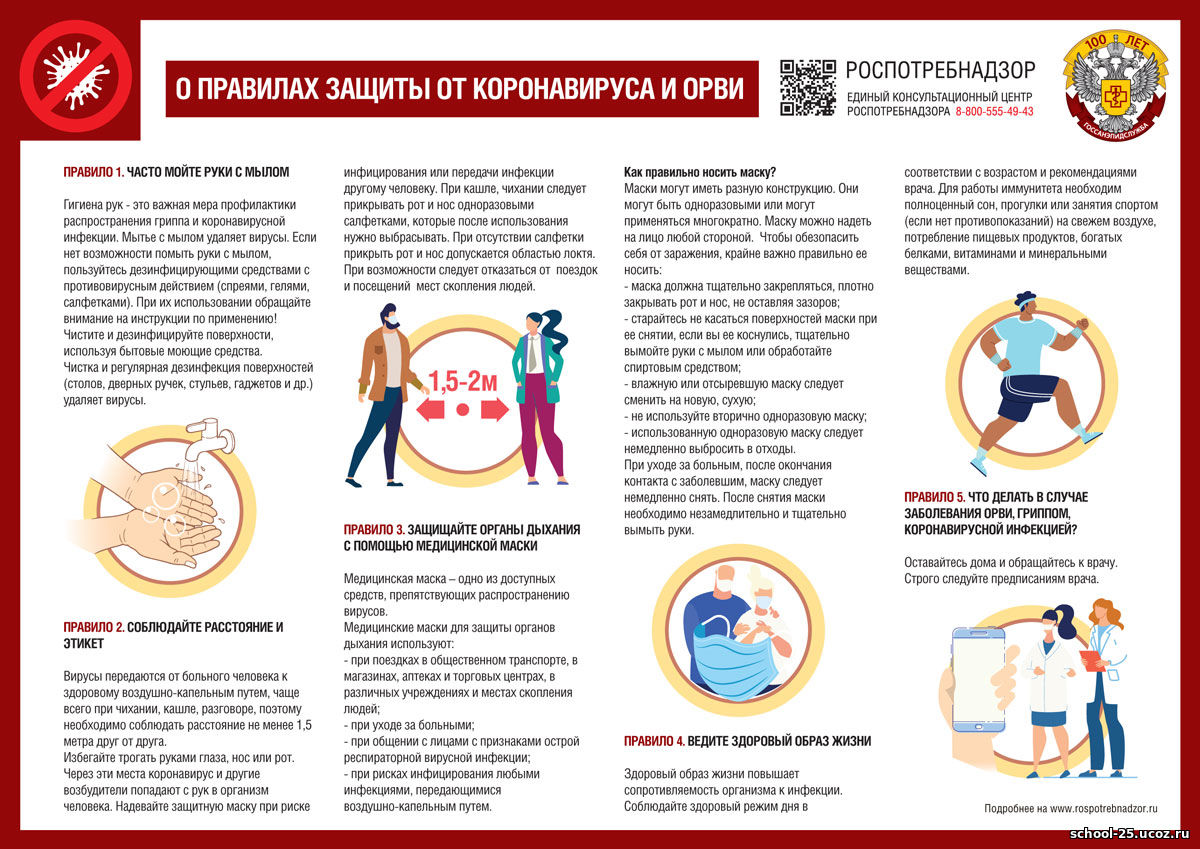 О ПРАВИЛАХ ЗАЩИТЫ ОТ КОРОНАВИРУСА И ОРВИ
РОСПОТРЕБНАДЗОР
ЕДИНЫЙ КОНСУЛЬТАЦИОННЫЙ ЦЕНТР
РОСПОТРЕБНАДЗОРА 8-800-555-49-43
100 ЛЕТ
ГОССАНЭПИДСЛУЖБА
ПРАВИЛО 1. ЧАСТО МОЙТЕ РУКИ С МЫЛОМ
Гигиена рук - это важная мера профилактики
распространения гриппа и коронавирусной
инфекции. Мытье с мылом удаляет вирусы. Если
нет возможности помыть руки с мылом,
пользуйтесь дезинфицирующими средствами с
противовирусным действием (спреями, гелями,
салфетками). При их использовании обращайте
внимание на инструкции по применению!
Чистите и дезинфицируйте поверхности,
используя бытовые моющие средства.
Чистка и регулярная дезинфекция поверхностей
(столов, дверных ручек, стульев, гаджетов и др.)
удаляет вирусы.
ПРАВИЛО 2. СОБЛЮДАЙТЕ РАССТОЯНИЕ И
ЭТИКЕТ
Вирусы передаются от больного человека к
здоровому воздушно-капельным путем, чаще
всего при чихании, кашле, разговоре, поэтому
необходимо соблюдать расстояние не менее 1,5
метра друг от друга.
Избегайте трогать руками глаза, нос или рот.
Через эти места коронавирус и другие
возбудители попадают с рук в организм
человека. Надевайте защитную маску при риске
инфицирования или передачи инфекции
другому человеку. При кашле, чихании следует
прикрывать рот и нос одноразовыми
салфетками, которые после использования
нужно выбрасывать. При отсутствии салфетки
прикрыть рот и нос допускается областью локтя.
При возможности следует отказаться от поездок
и посещений мест скопления людей.
1,5-2м
ПРАВИЛО 3. ЗАЩИЩАЙТЕ ОРГАНЫ ДЫХАНИЯ
С ПОМОЩЬЮ МЕДИЦИНСКОЙ МАСКИ
Медицинская маска – одно из доступных
средств, препятствующих распространению
вирусов.
Медицинские маски для защиты органов
дыхания используют:
- при поездках в общественном транспорте, в
магазинах, аптеках и торговых центрах, в
различных учреждениях и местах скопления
людей;
- при уходе за больными;
- при общении с лицами с признаками острой
респираторной вирусной инфекции;
- при рисках инфицирования любыми
инфекциями, передающимися
воздушно-капельным путем.
Как правильно носить маску?
Маски могут иметь разную конструкцию. Они
могут быть одноразовыми или могут
применяться многократно. Маску можно надеть
на лицо любой стороной. Чтобы обезопасить
себя от заражения, крайне важно правильно ее
носить:
- маска должна тщательно закрепляться, плотно
закрывать рот и нос, не оставляя зазоров;
- старайтесь не касаться поверхностей маски при
ее снятии, если вы ее коснулись, тщательно
вымойте руки с мылом или обработайте
спиртовым средством;
- влажную или отсыревшую маску следует
сменить на новую, сухую;
- не используйте вторично одноразовую маску;
- использованную одноразовую маску следует
немедленно выбросить в отходы.
При уходе за больным, после окончания
контакта с заболевшим, маску следует
немедленно снять. После снятия маски
необходимо незамедлительно и тщательно
вымыть руки.
ПРАВИЛО 4. ВЕДИТЕ ЗДОРОВЫЙ ОБРАЗ ЖИЗНИ
Здоровый образ жизни повышает
сопротивляемость организма к инфекции.
Соблюдайте здоровый режим дня в
соответствии с возрастом и рекомендациями
врача. Для работы иммунитета необходим
полноценный сон, прогулки или занятия спортом
(если нет противопоказаний) на свежем воздухе,
потребление пищевых продуктов, богатых
белками, витаминами и минеральными
веществами.
ПРАВИЛО 5. ЧТО ДЕЛАТЬ В СЛУЧАЕ
ЗАБОЛЕВАНИЯ ОРВИ, ГРИППОМ,
КОРОНАВИРУСНОЙ ИНФЕКЦИЕЙ?
Оставайтесь дома и обращайтесь к врачу.
Строго следуйте предписаниям врача.
Подробнее на www.rospotrebnadzor.ru
school-25.ucoz.ru